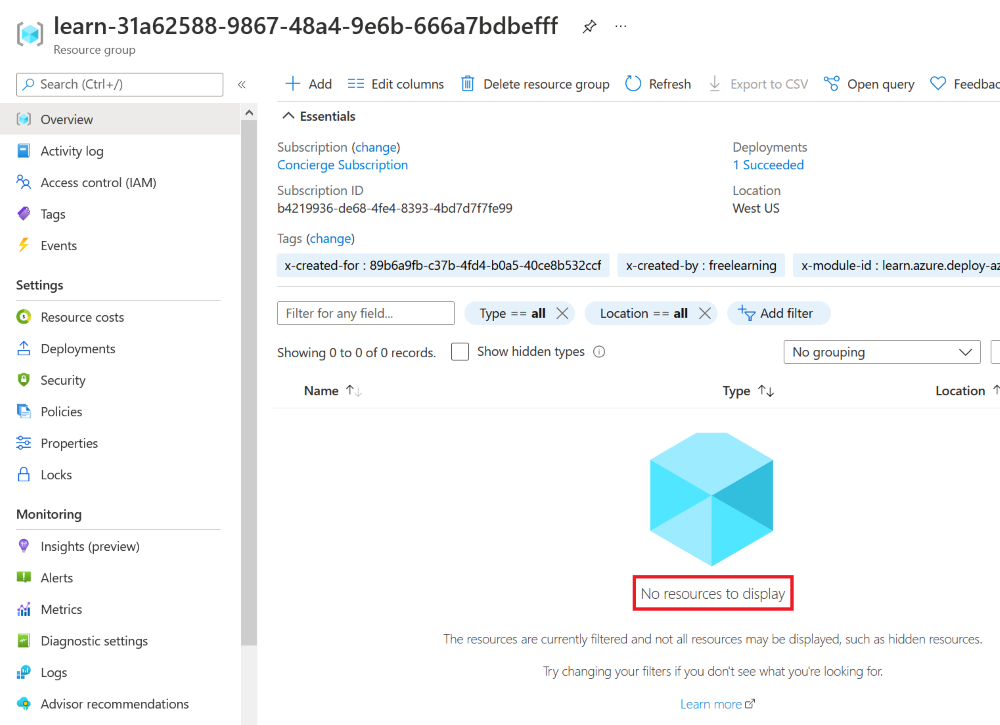 learn-31a62588-9867-48a4-9e6b-666a7bdbefff
Resource group
Search (Ctrl+/)
Overview
Activity log
Access control (IAM)
Tags
Events
Settings
Resource costs
Deployments
Security
Policies
Properties
Locks
Monitoring
Insights (preview)
Alerts
Metrics
Diagnostic settings
Logs
Advisor recommendations
Add Edit columns Delete resource group Refresh Export to CSV Open query Feedbac
Essentials
Subscription (change)
Concierge Subscription
Subscription ID
b4219936-de68-4fe4-8393-4bd7d7f7fe99
Deployments
1 Succeeded
Location
West US
Tags (change)
x-created-for : 89b6a9fb-c37b-4fd4-b0a5-40ce8b532ccf x-created-by : freelearning x-module-id : learn.azure.deploy-az
Filter for any field... Type == all Location == all Add filter
Showing 0 to 0 of 0 records. Show hidden types No grouping
Name Type Location
No resources to display
The resources are currently filtered and not all resources may be displayed, such as hidden resources.
Try changing your filters if you don't see what you're looking for.
Learn more